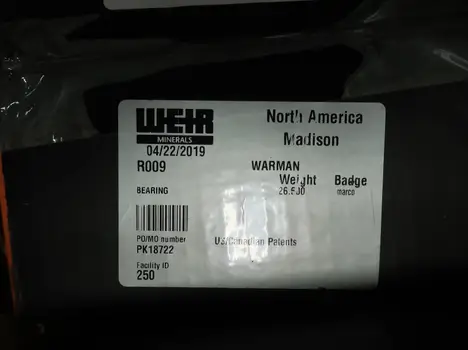 WEIR
MINERALS
North America
Madison
04/22/2019
R009
WARMAN
BEARING
Weight Badge
26.500 marco
PO/MO number
PK18722
US/Canadian Patents
Facility ID
250